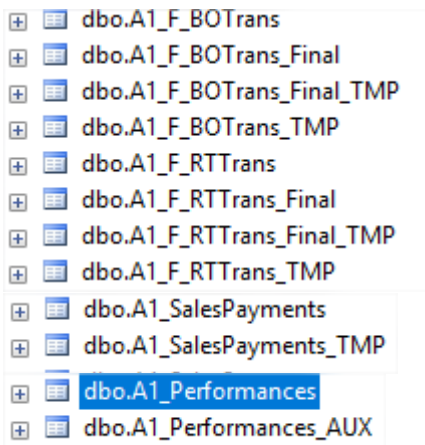 dbo.A1_F_BOTrans
dbo.A1_F_BOTrans_Final
dbo.A1_F_BOTrans_Final_TMP
dbo.A1_F_BOTrans_TMP
dbo.A1_F_RTTrans
dbo.A1_F_RTTrans_Final
dbo.A1_F_RTTrans_Final_TMP
dbo.A1_F_RTTrans_TMP
dbo.A1_SalesPayments
dbo.A1_SalesPayments_TMP
dbo.A1_Performances
dbo.A1_Performances_AUX